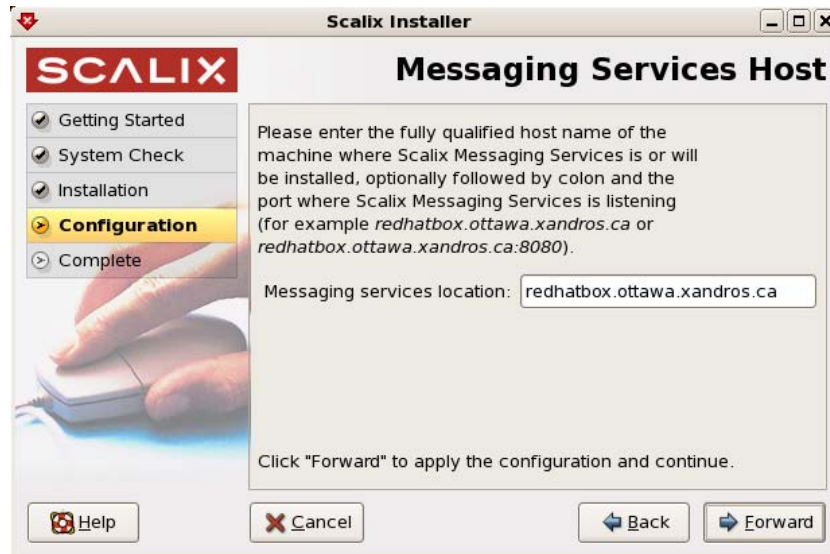 Scalix Installer
SCALIX
Messaging Services Host
Getting Started
System Check
Installation
Configuration
Complete
Please enter the fully qualified host name of the
machine where Scalix Messaging Services is or will
be installed, optionally followed by colon and the
port where Scalix Messaging Services is listening
(for example redhatbox.ottawa.xandros.ca or
redhatbox.ottawa.xandros.ca:8080).
Messaging services location: redhatbox.ottawa.xandros.ca
Click "Forward" to apply the configuration and continue.
Help
Cancel
Back
Forward